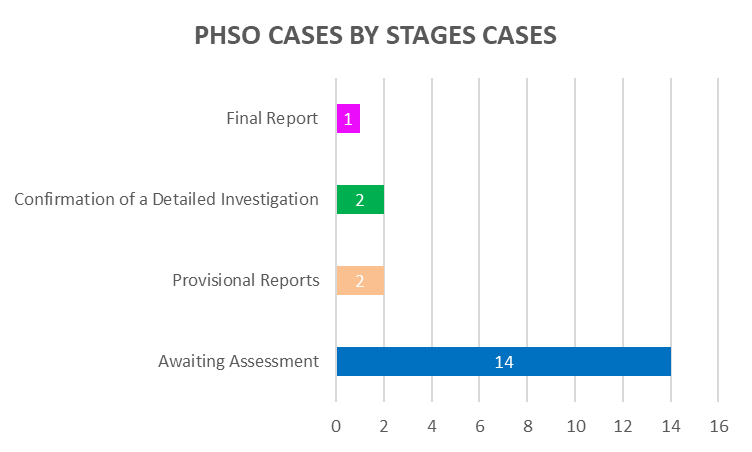 PHSO CASES BY STAGES CASES
Final Report
1
Confirmation of a Detailed Investigation
2
Provisional Reports
2
Awaiting Assessment
14
0 2 4 6 8 10 12 14 16